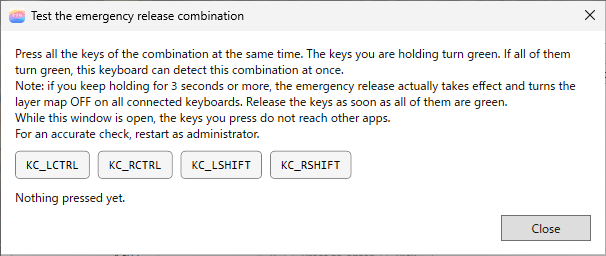 Test the emergency release combination
Press all the keys of the combination at the same time. The keys you are holding turn green. If all of them
turn green, this keyboard can detect this combination at once.
Note: if you keep holding for 3 seconds or more, the emergency release actually takes effect and turns the
layer map OFF on all connected keyboards. Release the keys as soon as all of them are green.
While this window is open, the keys you press do not reach other apps.
For an accurate check, restart as administrator.
KC_LCTRL KC_RCTRL KC_LSHIFT KC_RSHIFT
Nothing pressed yet.
Close